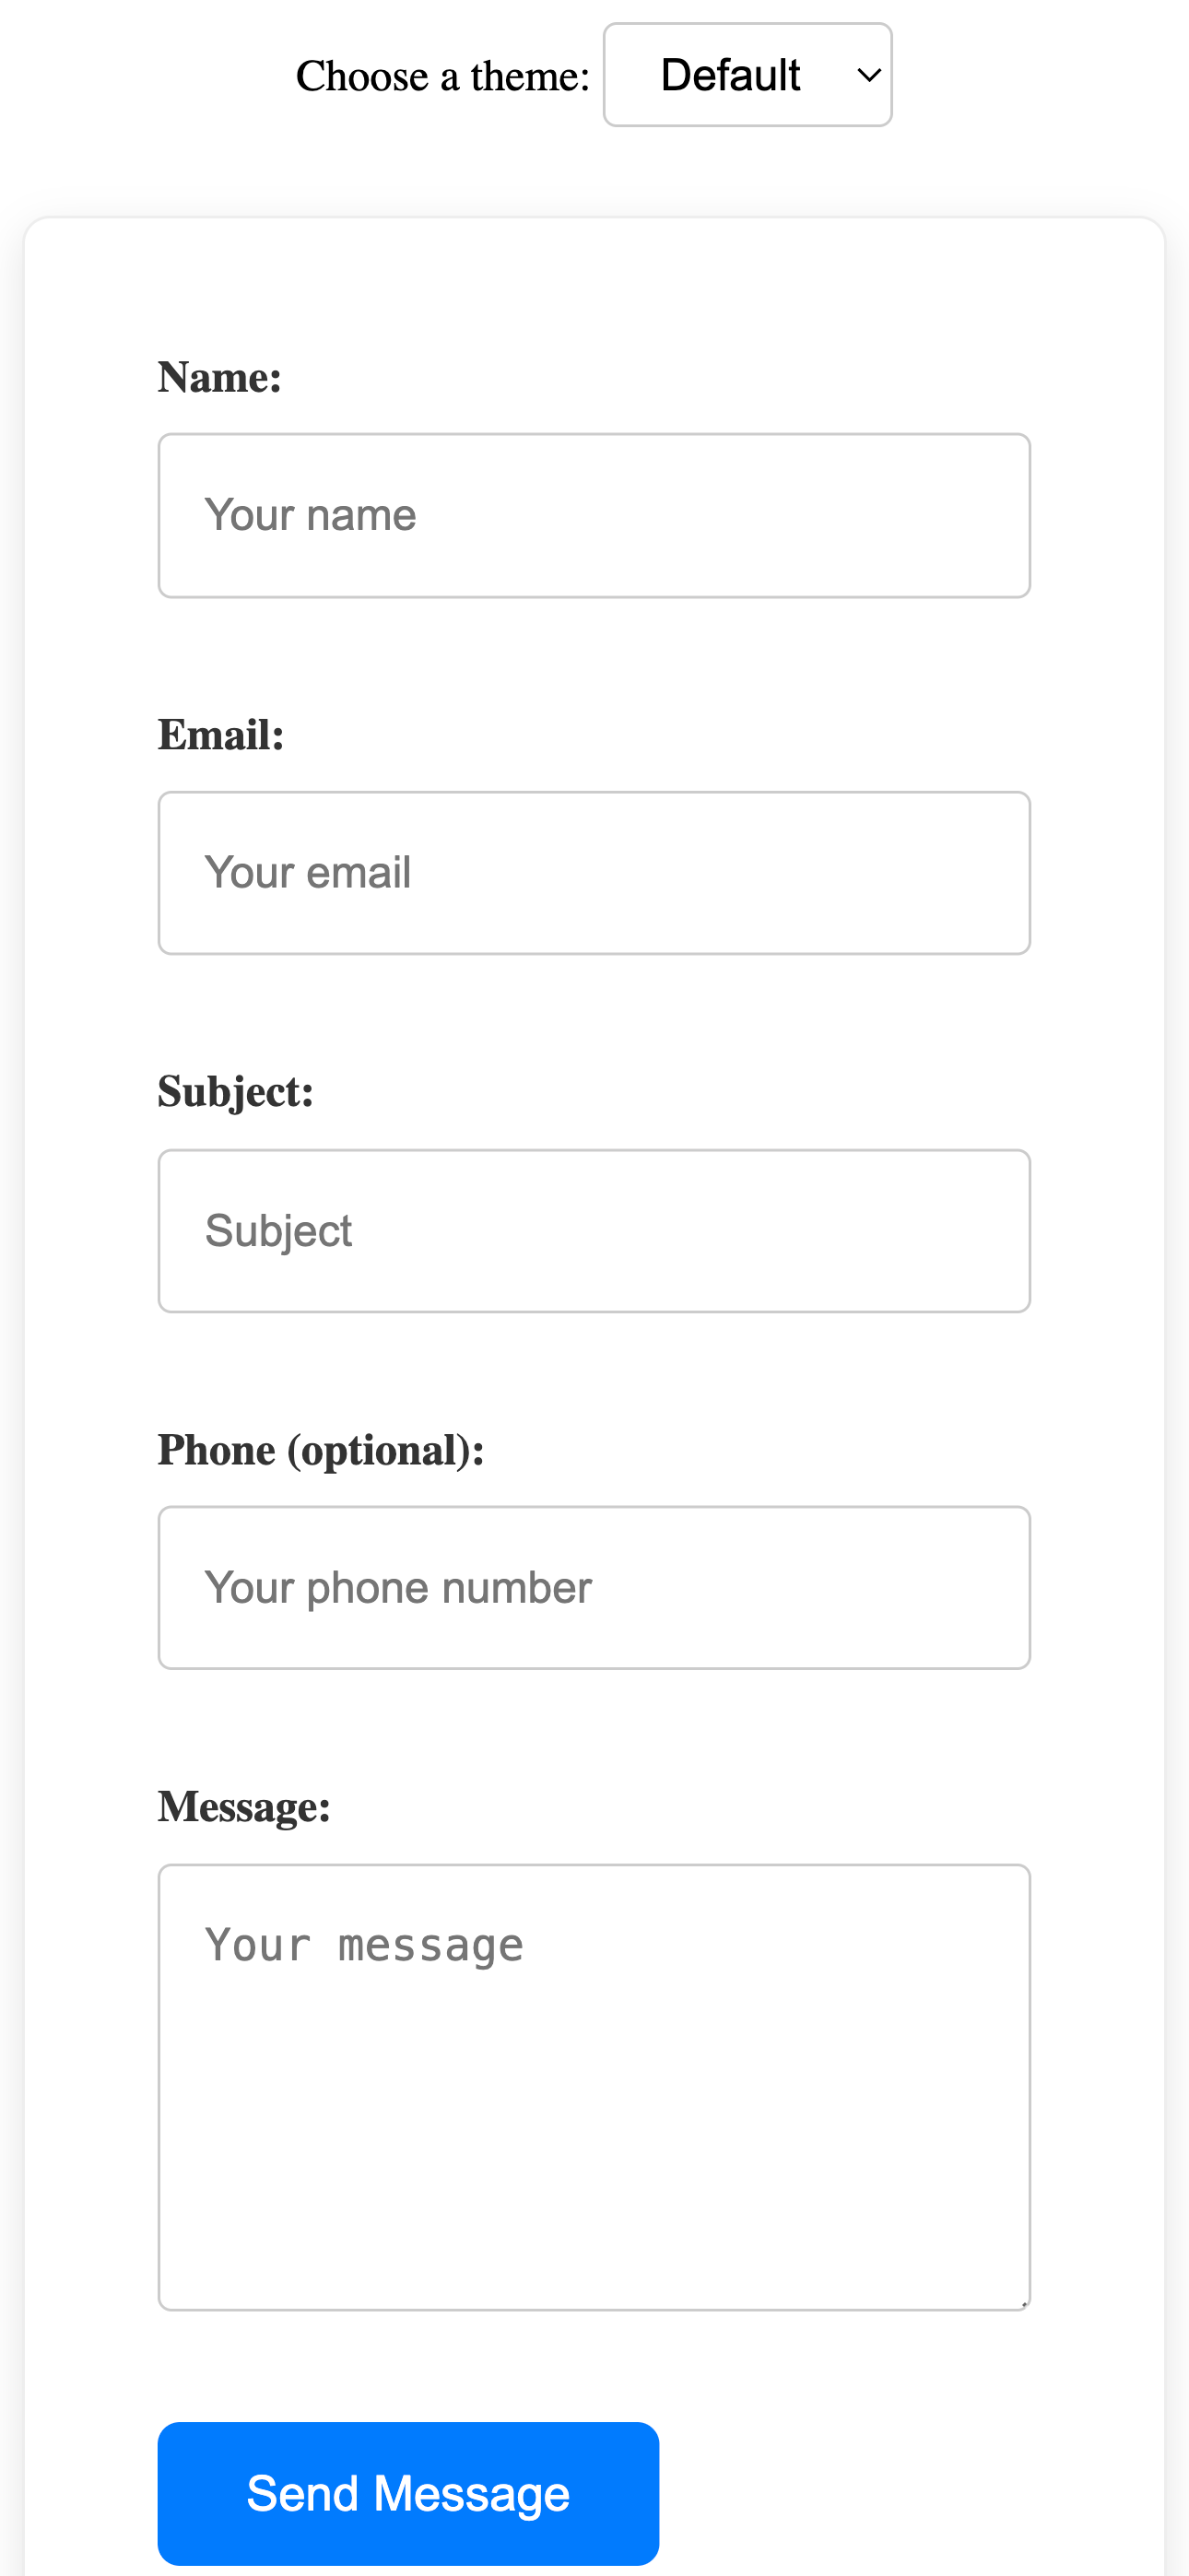 Choose a theme: Default
Name:
Your name
Email:
Your email
Subject:
Subject
Phone (optional):
Your phone number
Message:
Your message
Send Message